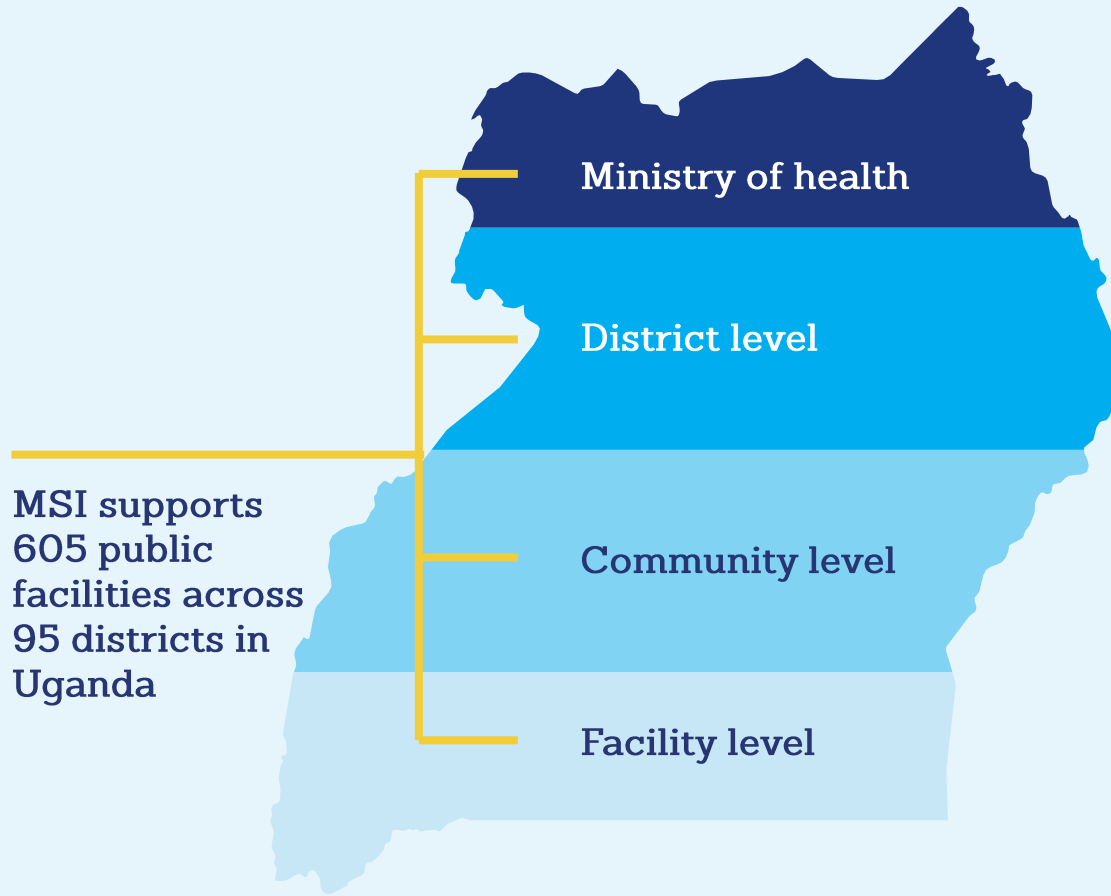 Ministry of health
District level
MSI supports
605 public
facilities across
95 districts in
Uganda
Community level
Facility level